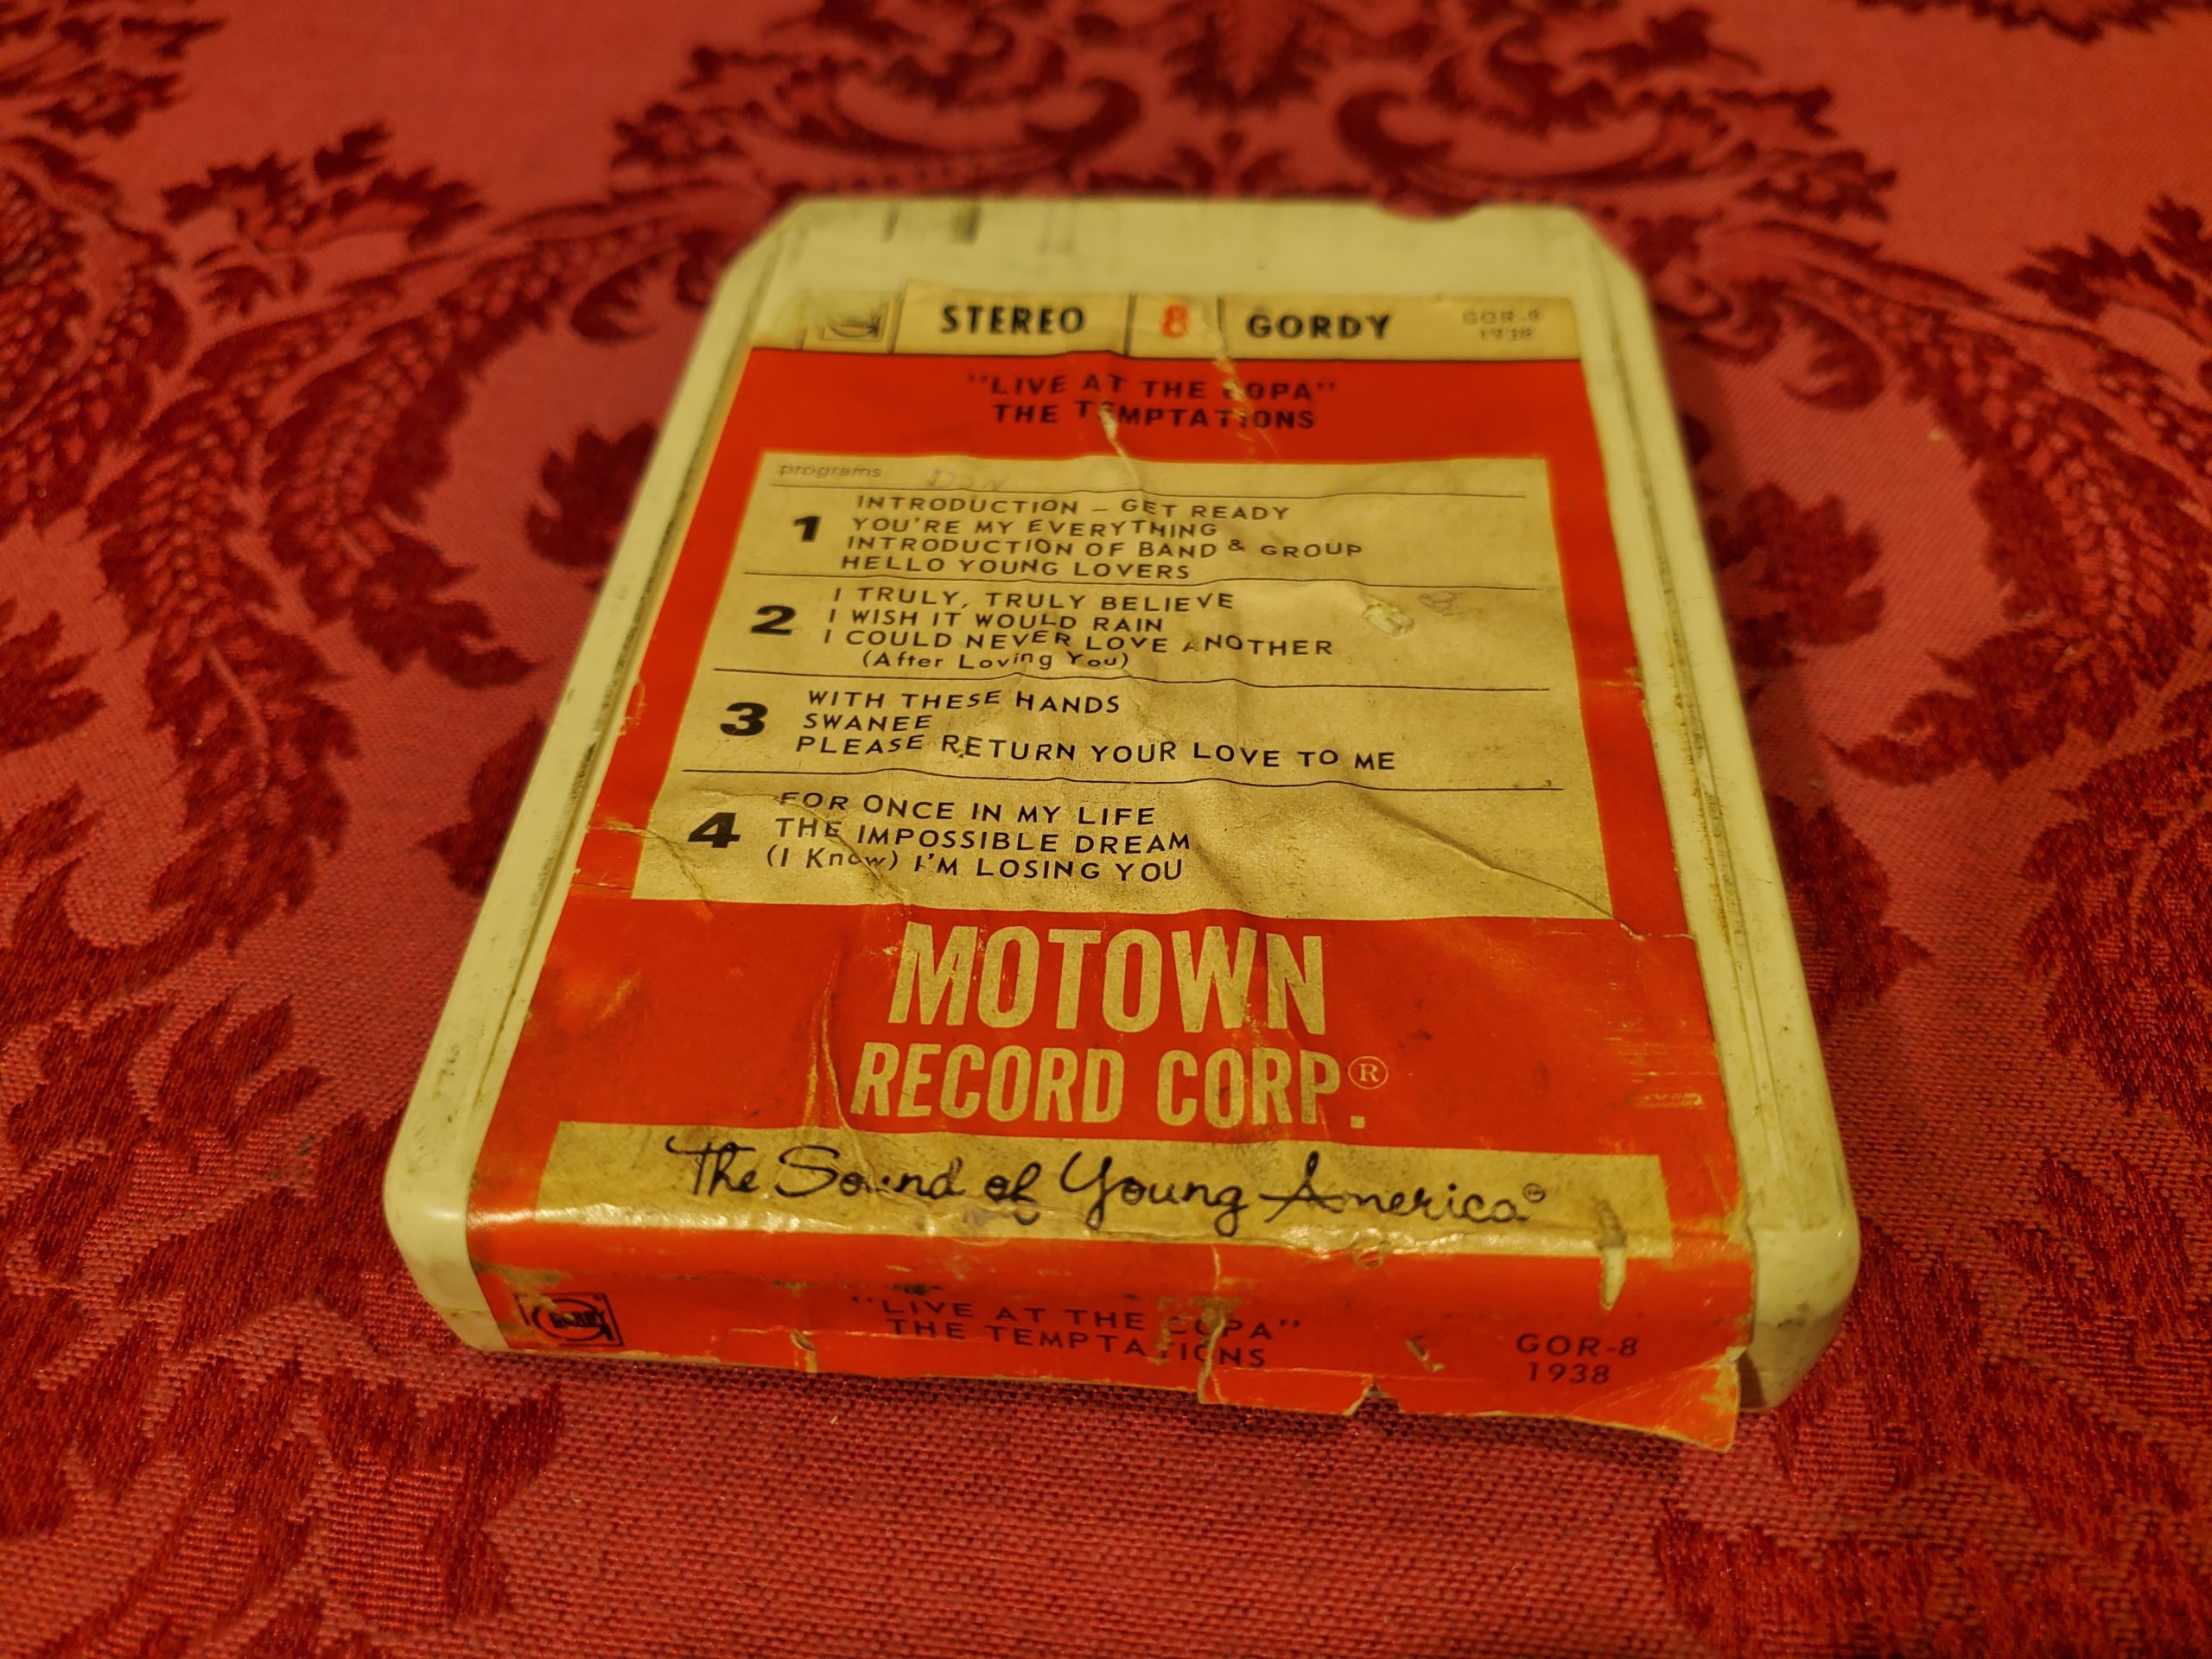 STEREO 8 GORDY GOR-8
1938
"LIVE AT THE COPA"
THE TEMPTATIONS
programs Dan
1 INTRODUCTION – GET READY
YOU'RE MY EVERYTHING
INTRODUCTION OF BAND & GROUP
HELLO YOUNG LOVERS
2 I TRULY, TRULY BELIEVE
I WISH IT WOULD RAIN
I COULD NEVER LOVE ANOTHER
(After Loving You)
3 WITH THESE HANDS
SWANEE
PLEASE RETURN YOUR LOVE TO ME
4 FOR ONCE IN MY LIFE
THE IMPOSSIBLE DREAM
(I Know) I'M LOSING YOU
MOTOWN
RECORD CORP.®
The Sound of Young America®
GORDY
"LIVE AT THE COPA"
THE TEMPTATIONS
GOR-8
1938